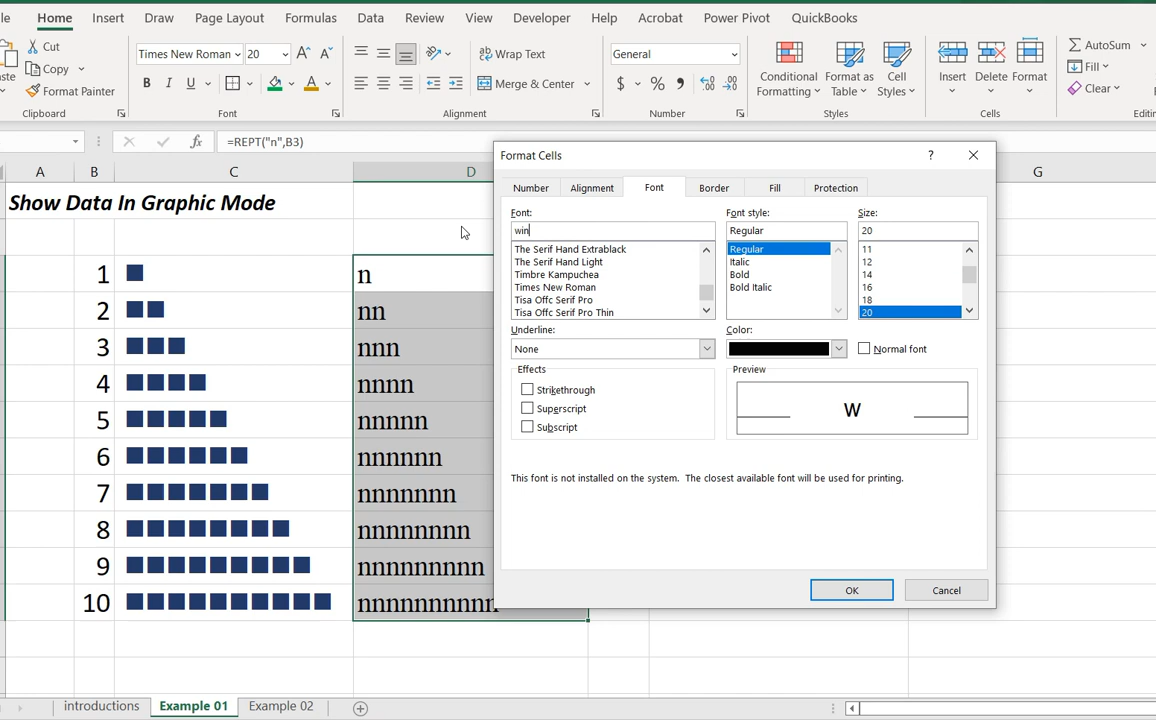 le Home Insert Draw Page Layout Formulas Data Review View Developer Help Acrobat Power Pivot QuickBooks
Cut
Copy
Format Painter
Clipboard
Times New Roman 20
B I U
Font
Wrap Text
Merge & Center
Alignment
General
$ % ,
Number
Conditional Formatting
Format as Table
Cell Styles
Styles
Insert Delete Format
Cells
AutoSum
Fill
Clear
Editin
fx =REPT("n",B3)
A B C D G
Show Data In Graphic Mode
1 n
2 nn
3 nnn
4 nnnn
5 nnnnn
6 nnnnnn
7 nnnnnnn
8 nnnnnnnn
9 nnnnnnnnn
10 nnnnnnnnnn
Format Cells ?
Number Alignment Font Border Fill Protection
Font: Font style: Size:
win Regular 20
The Serif Hand Extrablack
The Serif Hand Light
Timbre Kampuchea
Times New Roman
Tisa Offc Serif Pro
Tisa Offc Serif Pro Thin
Regular
Italic
Bold
Bold Italic
11
12
14
16
18
20
Underline: Color:
None Normal font
Effects Preview
Strikethrough
Superscript
Subscript
W
This font is not installed on the system. The closest available font will be used for printing.
OK Cancel
introductions Example 01 Example 02